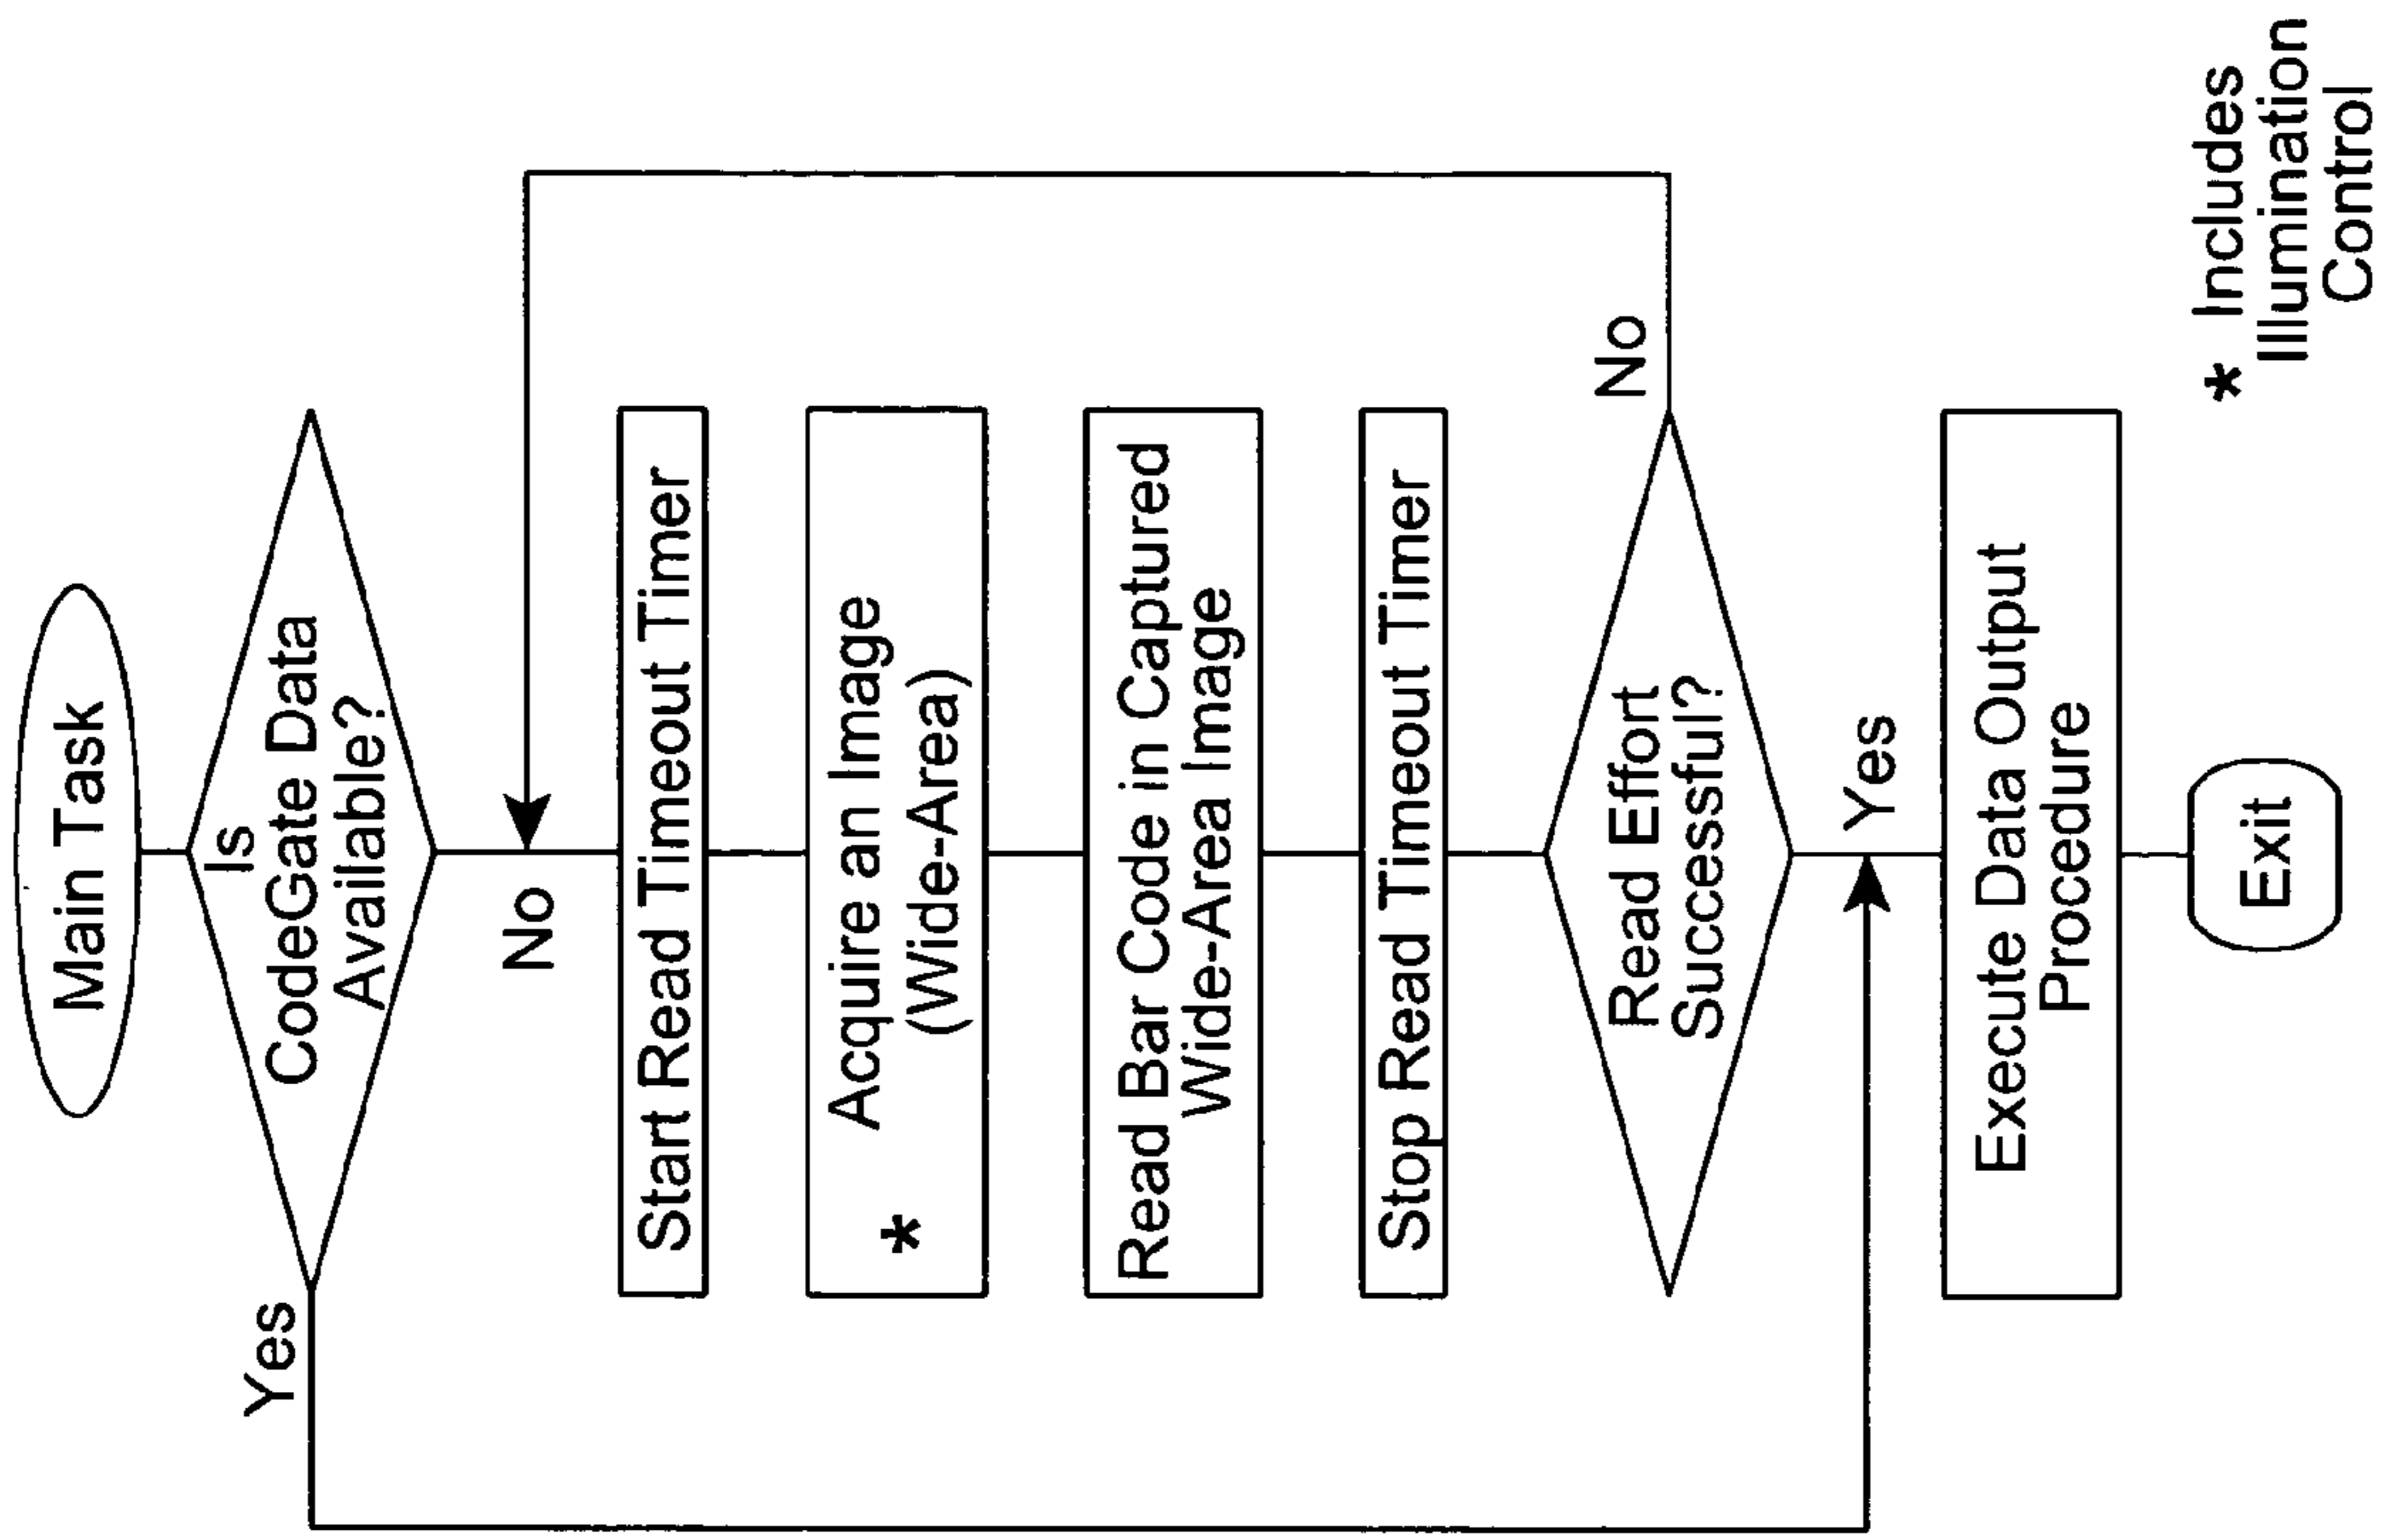 Main Task
Is
CodeGate Data
Available?
Yes
No
Start Read Timeout Timer
Acquire an Image
* (Wide-Area)
Read Bar Code in Captured
Wide-Area Image
Stop Read Timeout Timer
Read Effort
Successful?
No
Yes
Execute Data Output
Procedure
Exit
* Includes
Illumination
Control